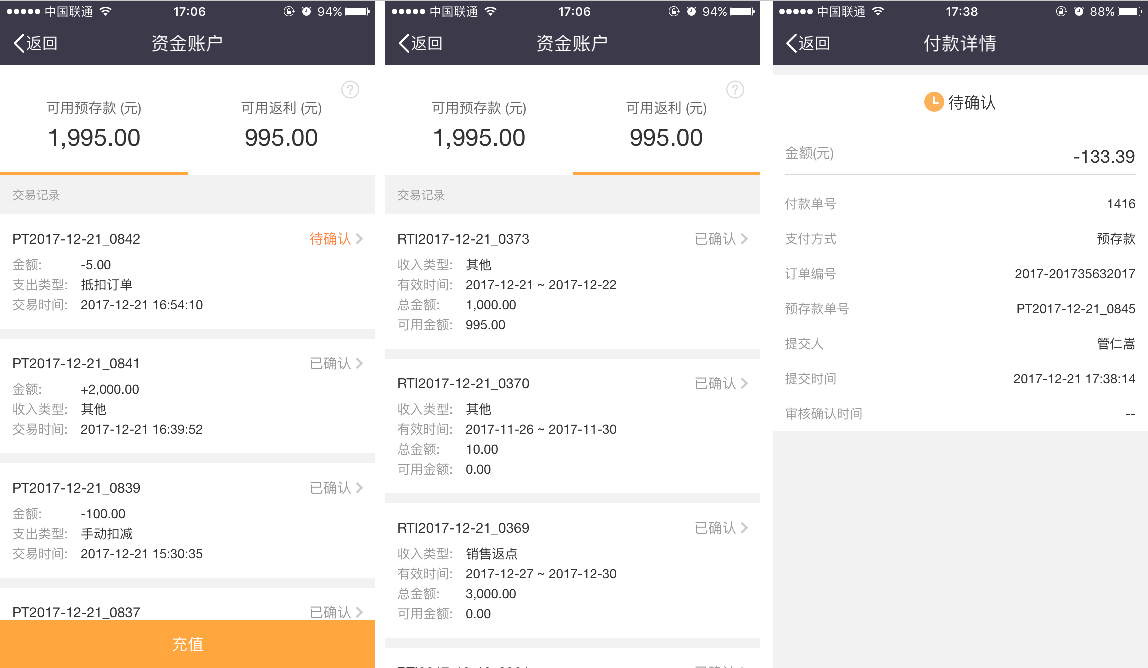 中国联通 17:06 94%
返回 资金账户
?
可用预存款 (元) 可用返利 (元)
1,995.00 995.00
交易记录
PT2017-12-21_0842 待确认
金额: -5.00
支出类型: 抵扣订单
交易时间: 2017-12-21 16:54:10
PT2017-12-21_0841 已确认
金额: +2,000.00
收入类型: 其他
交易时间: 2017-12-21 16:39:52
PT2017-12-21_0839 已确认
金额: -100.00
支出类型: 手动扣减
交易时间: 2017-12-21 15:30:35
PT2017-12-21_0837 已确认
充值
中国联通 17:06 94%
返回 资金账户
?
可用预存款 (元) 可用返利 (元)
1,995.00 995.00
交易记录
RTI2017-12-21_0373 已确认
收入类型: 其他
有效时间: 2017-12-21 ~ 2017-12-22
总金额: 1,000.00
可用金额: 995.00
RTI2017-12-21_0370 已确认
收入类型: 其他
有效时间: 2017-11-26 ~ 2017-11-30
总金额: 10.00
可用金额: 0.00
RTI2017-12-21_0369 已确认
收入类型: 销售返点
有效时间: 2017-12-27 ~ 2017-12-30
总金额: 3,000.00
可用金额: 0.00
中国联通 17:38 88%
返回 付款详情
待确认
金额(元) -133.39
付款单号 1416
支付方式 预存款
订单编号 2017-201735632017
预存款单号 PT2017-12-21_0845
提交人 管仁嵩
提交时间 2017-12-21 17:38:14
审核确认时间 --